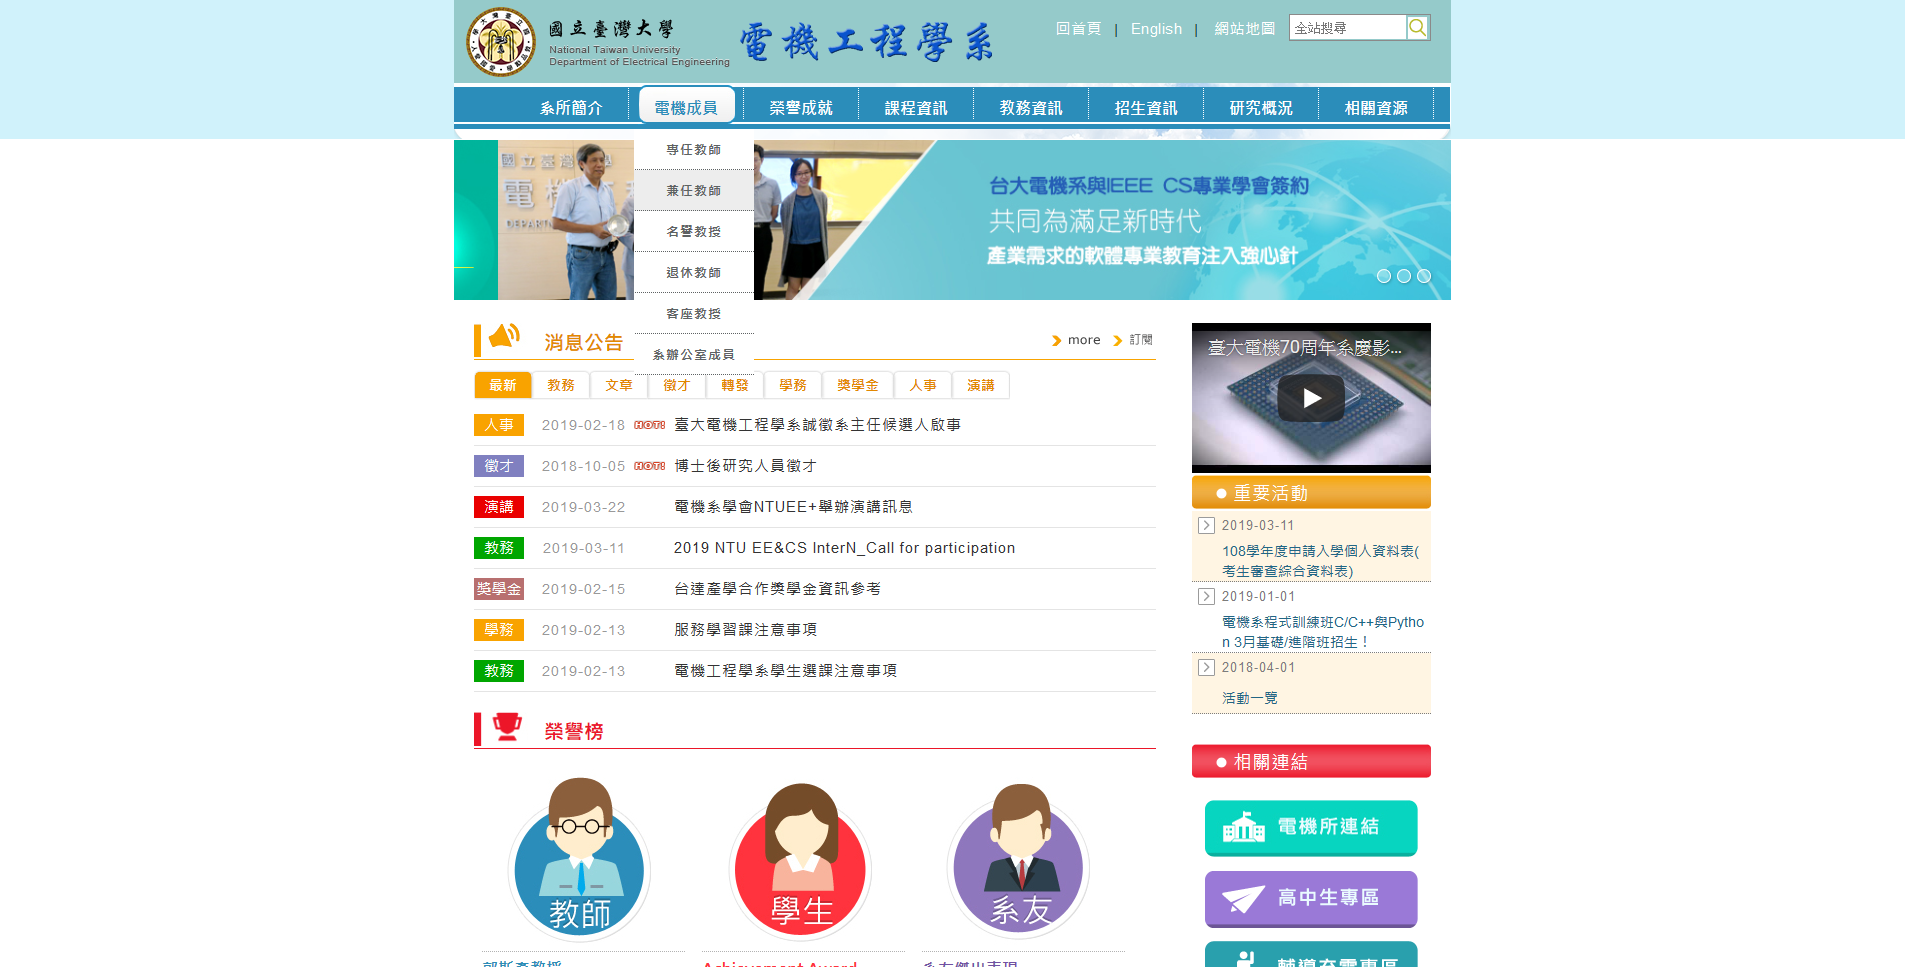 國立臺灣大學
National Taiwan University
Department of Electrical Engineering
電機工程學系
回首頁 | English | 網站地圖
全站搜尋
系所簡介 電機成員 榮譽成就 課程資訊 教務資訊 招生資訊 研究概況 相關資源
專任教師
兼任教師
名譽教授
退休教師
客座教授
系辦公室成員
台大電機系與IEEE CS專業學會簽約
共同為滿足新時代
產業需求的軟體專業教育注入強心針
消息公告
more 訂閱
最新 教務 文章 徵才 轉發 學務 獎學金 人事 演講
人事 2019-02-18 HOT! 臺大電機工程學系誠徵系主任候選人啟事
徵才 2018-10-05 HOT! 博士後研究人員徵才
演講 2019-03-22 電機系學會NTUEE+舉辦演講訊息
教務 2019-03-11 2019 NTU EE&CS InterN_Call for participation
獎學金 2019-02-15 台達產學合作獎學金資訊參考
學務 2019-02-13 服務學習課注意事項
教務 2019-02-13 電機工程學系學生選課注意事項
榮譽榜
教師
學生
系友
Achievement Award
系友傑出表現
臺大電機70周年系慶影...
重要活動
2019-03-11
108學年度申請入學個人資料表(
考生審查綜合資料表)
2019-01-01
電機系程式訓練班C/C++與Pytho
n 3月基礎/進階班招生！
2018-04-01
活動一覽
相關連結
電機所連結
高中生專區
輔導充電專區